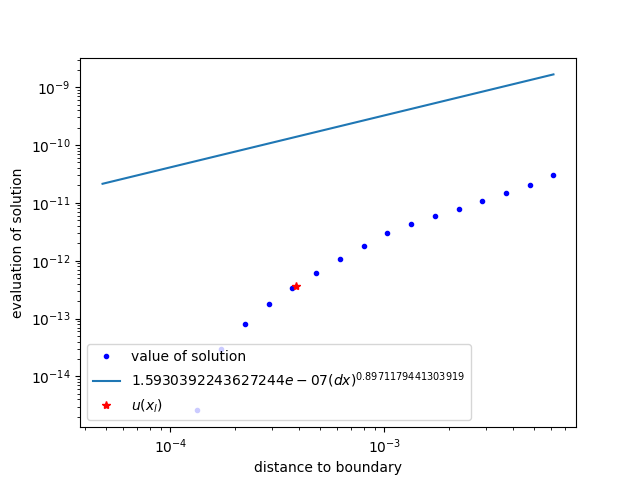 10⁻⁹
10⁻¹⁰
10⁻¹¹
10⁻¹²
10⁻¹³
10⁻¹⁴
evaluation of solution
value of solution
1.5930392243627244e − 07(dx)^0.8971179441303919
u(x_l)
10⁻⁴
10⁻³
distance to boundary